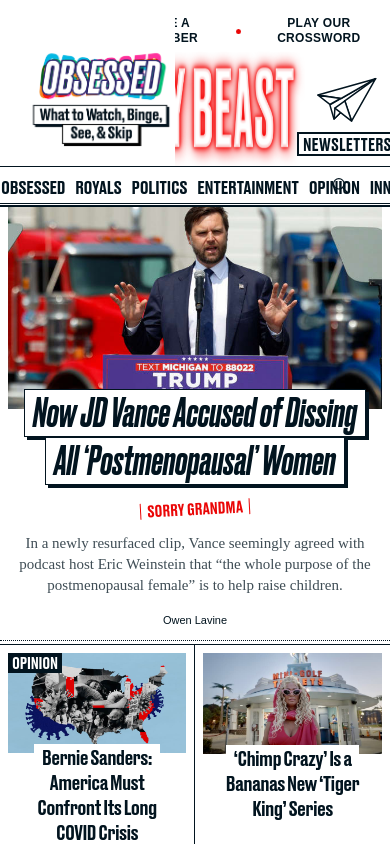 E A
BER
PLAY OUR
CROSSWORD
OBSESSED
What to Watch, Binge,
See, & Skip
Y BEAST
NEWSLETTERS
OBSESSED ROYALS POLITICS ENTERTAINMENT OPINION INN
TEXT MICHIGAN TO 88022
TRUMP
Now JD Vance Accused of Dissing
All ‘Postmenopausal’ Women
SORRY GRANDMA
In a newly resurfaced clip, Vance seemingly agreed with
podcast host Eric Weinstein that “the whole purpose of the
postmenopausal female” is to help raise children.
Owen Lavine
OPINION
Bernie Sanders:
America Must
Confront Its Long
COVID Crisis
MINI GOLF
‘Chimp Crazy’ Is a
Bananas New ‘Tiger
King’ Series